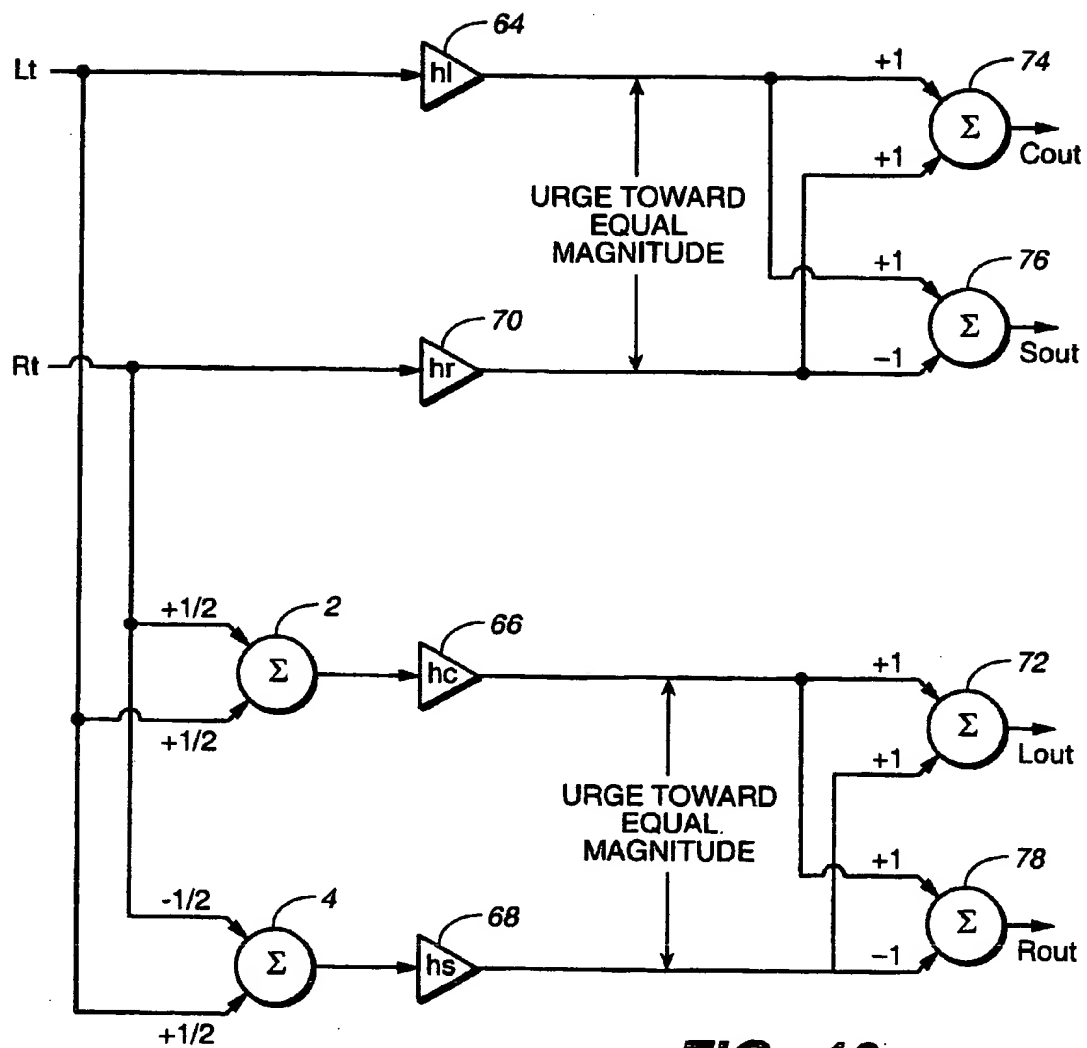 64
Lt
hl
+1
74
Σ
+1
Cout
URGE TOWARD
EQUAL
MAGNITUDE
+1
76
Σ
70
Rt
hr
-1
Sout
+1/2
2
Σ
+1/2
66
hc
+1
72
Σ
+1
Lout
URGE TOWARD
EQUAL.
MAGNITUDE
+1
78
Σ
-1/2
4
Σ
+1/2
68
hs
-1
Rout